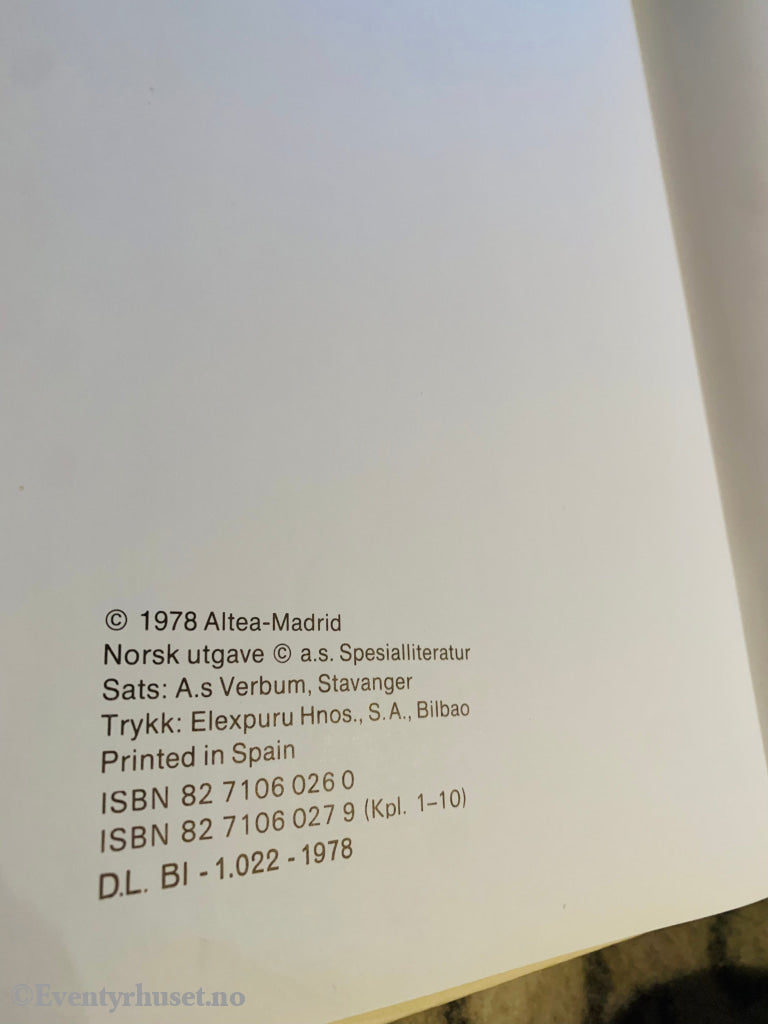 © 1978 Altea-Madrid
Norsk utgave © a.s. Spesialliteratur
Sats: A.s Verbum, Stavanger
Trykk: Elexpuru Hnos., S.A., Bilbao
Printed in Spain
ISBN 82 7106 026 0
ISBN 82 7106 027 9 (Kpl. 1–10)
D.L. BI - 1.022 - 1978
©Eventyrhuset.no